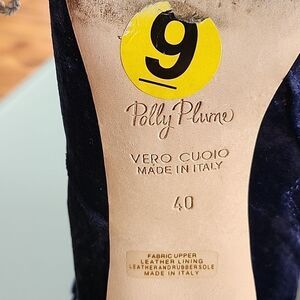 9
Polly Plume
VERO CUOIO
MADE IN ITALY
40
FABRIC UPPER
LEATHER LINING
LEATHERANDRUBBERSOLE
MADE IN ITALY